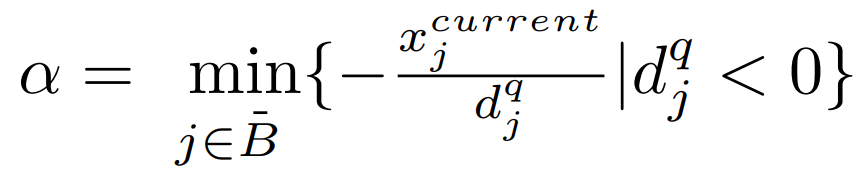 α = min_{j∈B̄} {−x_j^{current} / d_j^q | d_j^q < 0}